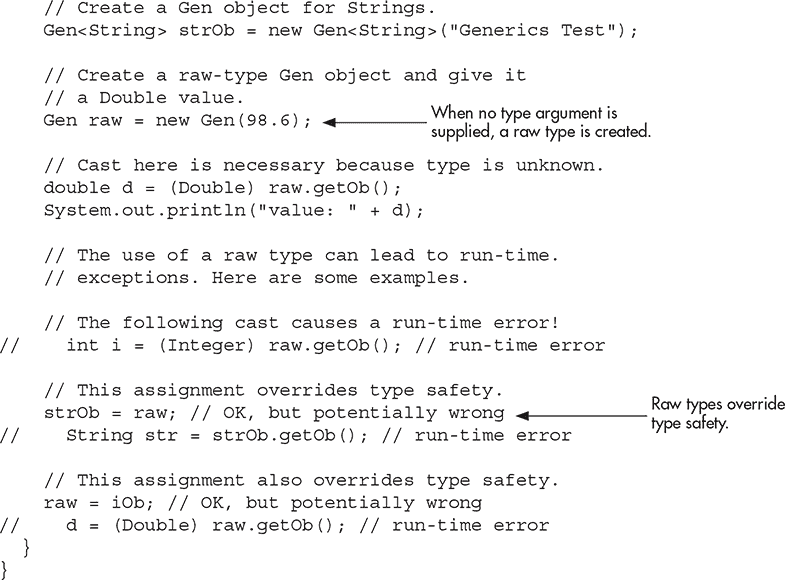 // Create a Gen object for Strings.
Gen<String> strOb = new Gen<String>("Generics Test");
// Create a raw-type Gen object and give it
// a Double value.
Gen raw = new Gen(98.6);
When no type argument is
supplied, a raw type is created.
// Cast here is necessary because type is unknown.
double d = (Double) raw.getOb();
System.out.println("value: " + d);
// The use of a raw type can lead to run-time.
// exceptions. Here are some examples.
// The following cast causes a run-time error!
//    int i = (Integer) raw.getOb(); // run-time error
// This assignment overrides type safety.
strOb = raw; // OK, but potentially wrong
Raw types override
type safety.
//    String str = strOb.getOb(); // run-time error
// This assignment also overrides type safety.
raw = iOb; // OK, but potentially wrong
//    d = (Double) raw.getOb(); // run-time error
}
}